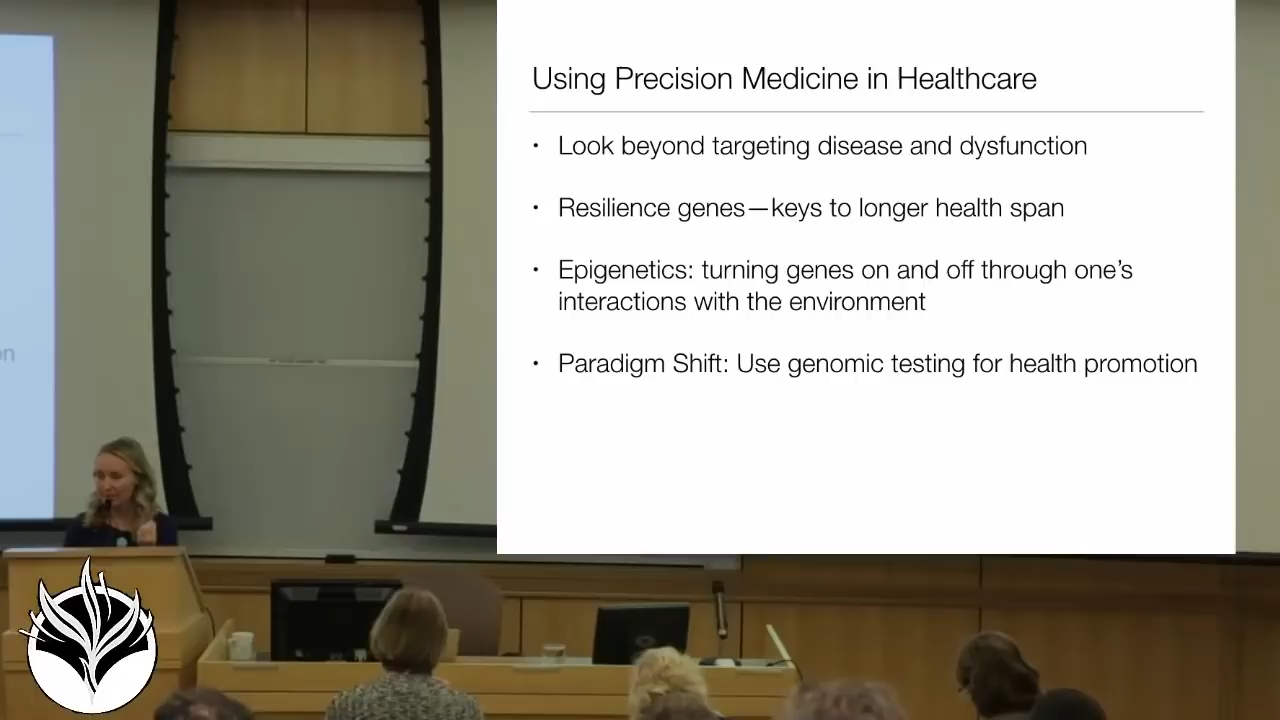 Using Precision Medicine in Healthcare
• Look beyond targeting disease and dysfunction
• Resilience genes—keys to longer health span
• Epigenetics: turning genes on and off through one's
interactions with the environment
• Paradigm Shift: Use genomic testing for health promotion
on